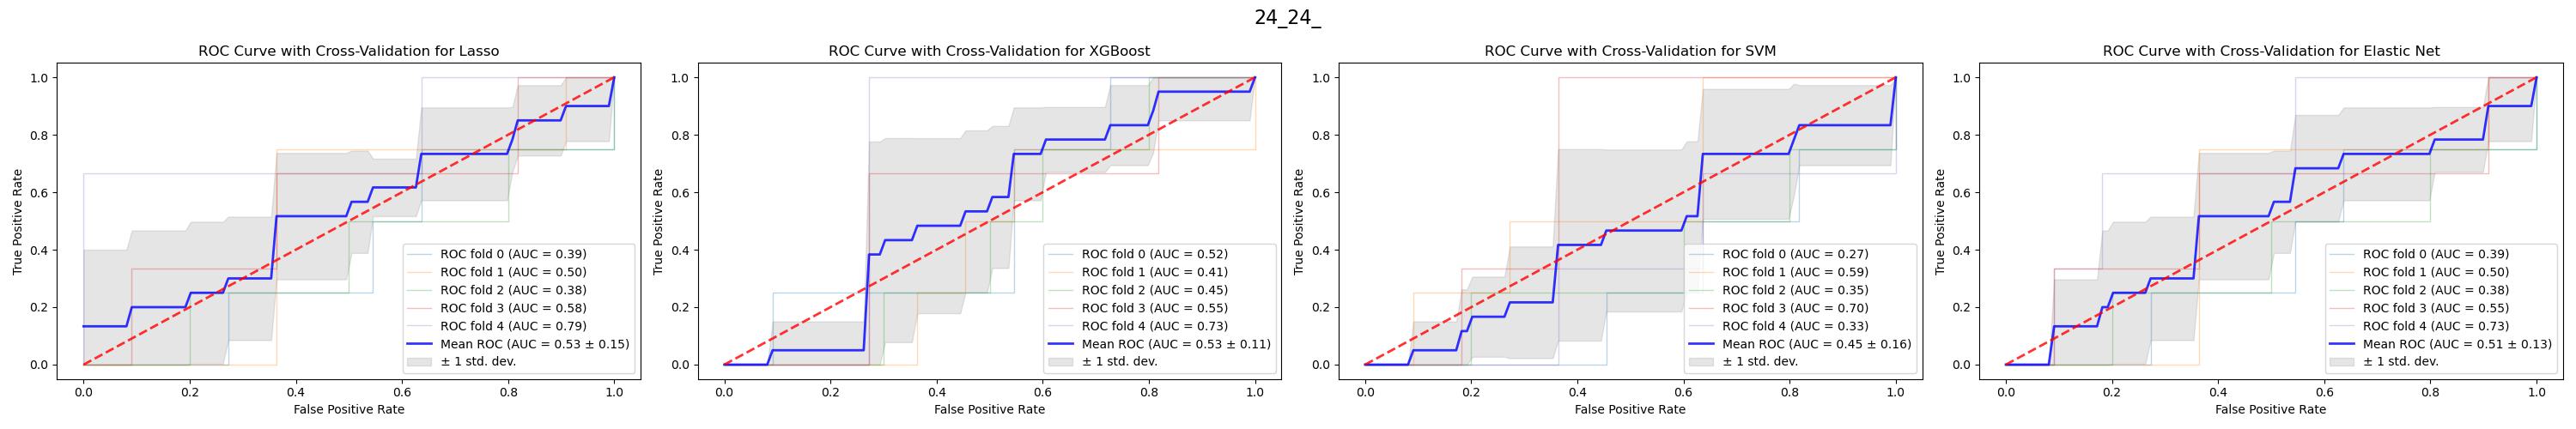 24_24_
ROC Curve with Cross-Validation for Lasso
True Positive Rate
1.0
0.8
0.6
0.4
0.2
0.0
ROC fold 0 (AUC = 0.39)
ROC fold 1 (AUC = 0.50)
ROC fold 2 (AUC = 0.38)
ROC fold 3 (AUC = 0.58)
ROC fold 4 (AUC = 0.79)
Mean ROC (AUC = 0.53 ± 0.15)
± 1 std. dev.
0.0 0.2 0.4 0.6 0.8 1.0
False Positive Rate
ROC Curve with Cross-Validation for XGBoost
True Positive Rate
1.0
0.8
0.6
0.4
0.2
0.0
ROC fold 0 (AUC = 0.52)
ROC fold 1 (AUC = 0.41)
ROC fold 2 (AUC = 0.45)
ROC fold 3 (AUC = 0.55)
ROC fold 4 (AUC = 0.73)
Mean ROC (AUC = 0.53 ± 0.11)
± 1 std. dev.
0.0 0.2 0.4 0.6 0.8 1.0
False Positive Rate
ROC Curve with Cross-Validation for SVM
True Positive Rate
1.0
0.8
0.6
0.4
0.2
0.0
ROC fold 0 (AUC = 0.27)
ROC fold 1 (AUC = 0.59)
ROC fold 2 (AUC = 0.35)
ROC fold 3 (AUC = 0.70)
ROC fold 4 (AUC = 0.33)
Mean ROC (AUC = 0.45 ± 0.16)
± 1 std. dev.
0.0 0.2 0.4 0.6 0.8 1.0
False Positive Rate
ROC Curve with Cross-Validation for Elastic Net
True Positive Rate
1.0
0.8
0.6
0.4
0.2
0.0
ROC fold 0 (AUC = 0.39)
ROC fold 1 (AUC = 0.50)
ROC fold 2 (AUC = 0.38)
ROC fold 3 (AUC = 0.55)
ROC fold 4 (AUC = 0.73)
Mean ROC (AUC = 0.51 ± 0.13)
± 1 std. dev.
0.0 0.2 0.4 0.6 0.8 1.0
False Positive Rate